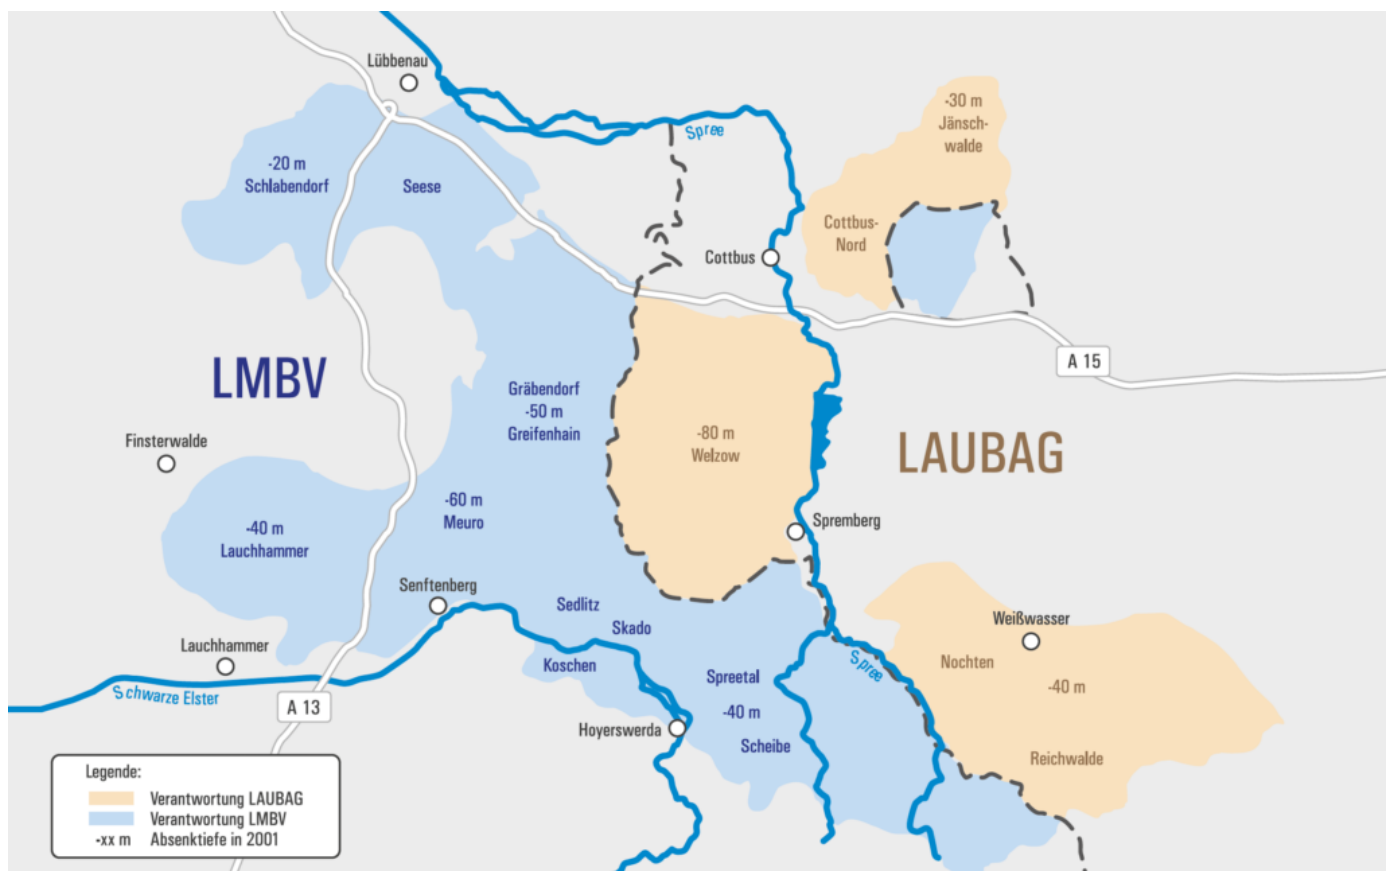 Lübbenau
-30 m
Jänsch-
walde
Spree
-20 m
Schlabendorf
Seese
Cottbus-
Nord
Cottbus
A 15
LMBV
Gräbendorf
-50 m
Greifenhain
Finsterwalde
-80 m
Welzow
LAUBAG
-60 m
Meuro
-40 m
Lauchhammer
Spremberg
Senftenberg
Sedlitz
Skado
Weißwasser
Lauchhammer
Koschen
Spreetal
Spree
Nochten
-40 m
Schwarze Elster
A 13
-40 m
Hoyerswerda
Scheibe
Reichwalde
Legende:
Verantwortung LAUBAG
Verantwortung LMBV
-xx m Absenktiefe in 2001